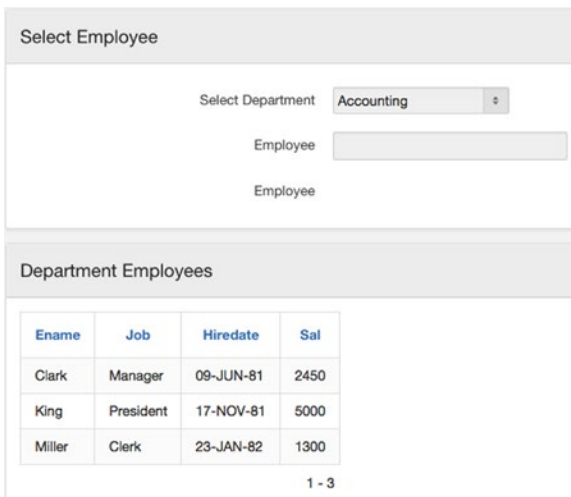 Select Employee
Select Department Accounting
Employee
Employee
Department Employees
Ename Job Hiredate Sal
Clark Manager 09-JUN-81 2450
King President 17-NOV-81 5000
Miller Clerk 23-JAN-82 1300
1 - 3